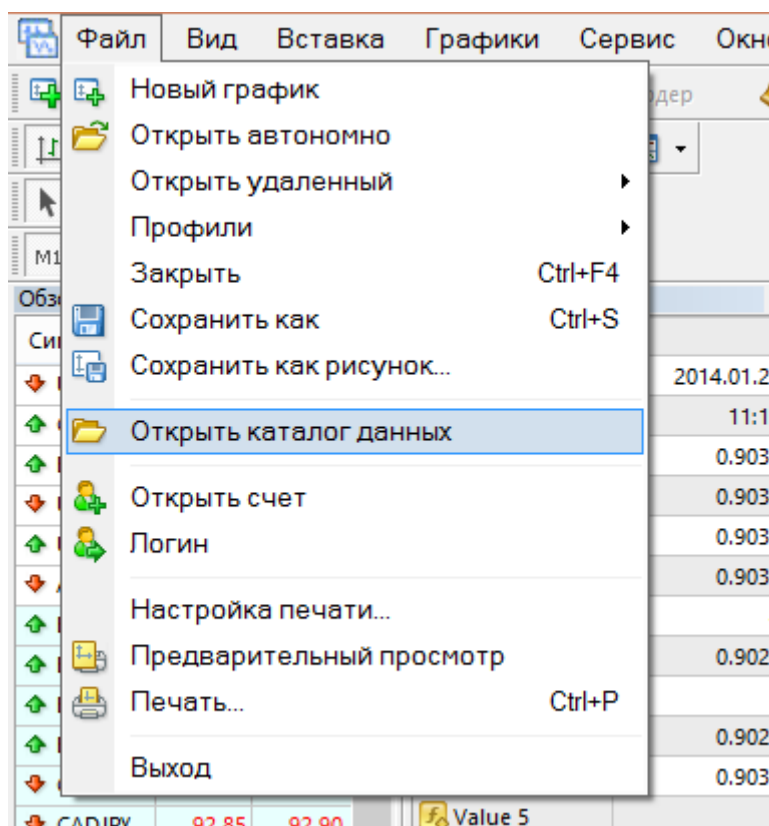 Файл Вид Вставка Графики Сервис
Новый график
Открыть автономно
Открыть удаленный
Профили
Закрыть Ctrl+F4
Сохранить как Ctrl+S
Сохранить как рисунок...
Открыть каталог данных
Открыть счет
Логин
Настройка печати...
Предварительный просмотр
Печать... Ctrl+P
Выход
M1
2014.01.2
11:1
0.903
0.903
0.903
0.903
0.902
0.902
0.903
CADJPY 92.85 92.90
Value 5